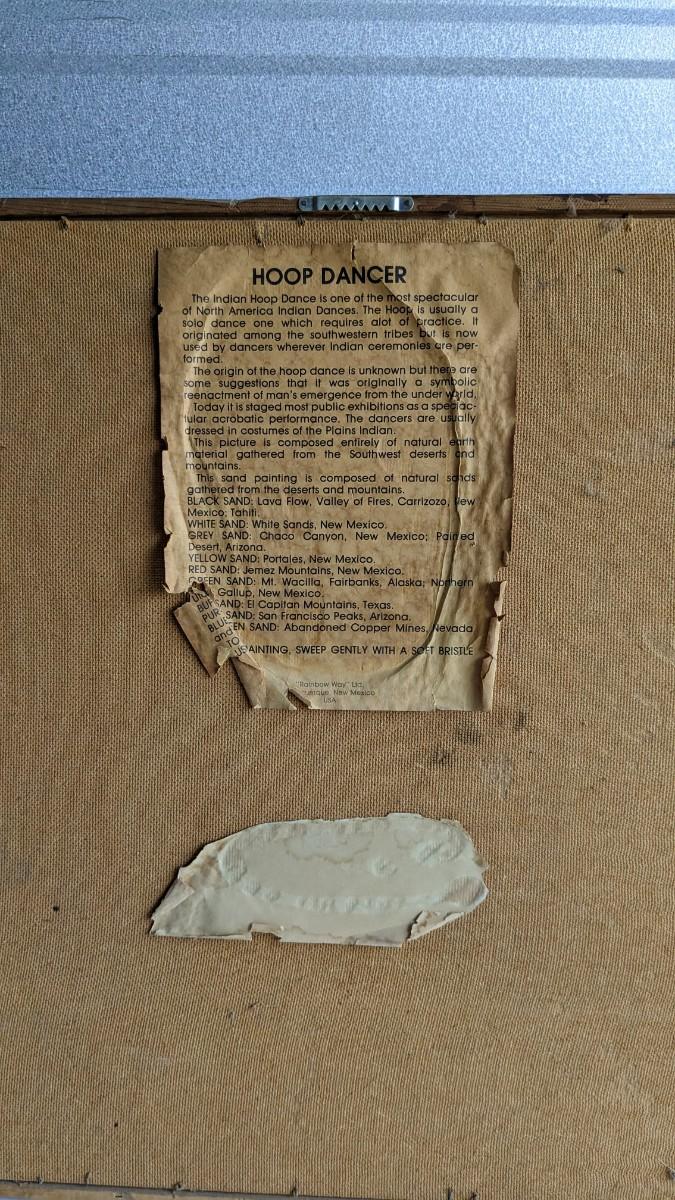 HOOP DANCER
The Indian Hoop Dance is one of the most spectacular
of North America Indian Dances. The Hoop is usually a
solo dance one which requires alot of practice. It
originated among the southwestern tribes but is now
used by dancers wherever Indian ceremonies are per-
formed.
The origin of the hoop dance is unknown but there are
some suggestions that it was originally a symbolic
reenactment of man's emergence from the under world,
Today it is staged most public exhibitions as a spectac-
tular acrobatic performance. The dancers are usually
dressed in costumes of the Plains Indian.
This picture is composed entirely of natural earth
material gathered from the Southwest deserts and
mountains.
This sand painting is composed of natural sands
gathered from the deserts and mountains.
BLACK SAND: Lava Flow, Valley of Fires, Carrizozo, New
Mexico; Tahiti.
WHITE SAND: White Sands, New Mexico.
GREY SAND: Chaco Canyon, New Mexico; Painted
Desert, Arizona.
YELLOW SAND: Portales, New Mexico.
RED SAND: Jemez Mountains, New Mexico.
GREEN SAND: Mt. Wacilla, Fairbanks, Alaska; Northern
Gallup, New Mexico.
SAND: El Capitan Mountains, Texas.
SAND: San Francisco Peaks, Arizona.
SAND: Abandoned Copper Mines, Nevada
and
TO
PAINTING, SWEEP GENTLY WITH A SOFT BRISTLE
"Rainbow Way" Ltd.
New Mexico
USA